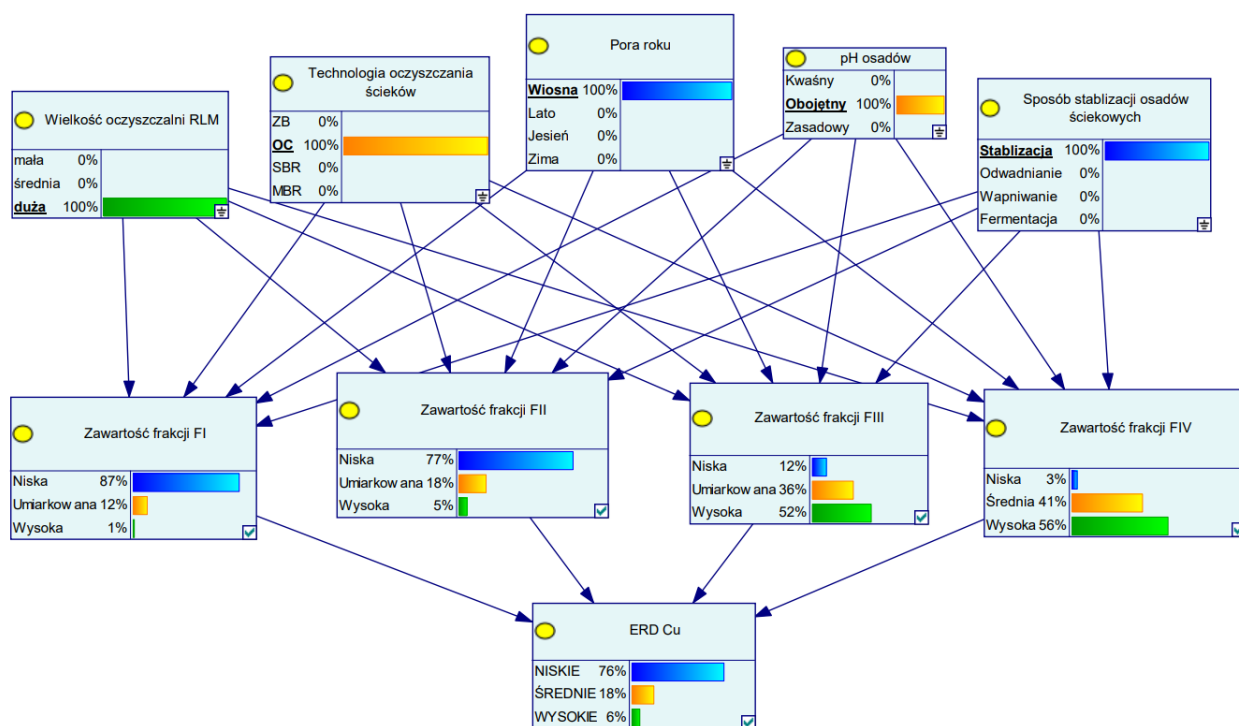 Wielkość oczyszczalni RLM
mała 0%
średnia 0%
duża 100%
Technologia oczyszczania
ścieków
ZB 0%
OC 100%
SBR 0%
MBR 0%
Pora roku
Wiosna 100%
Lato 0%
Jesień 0%
Zima 0%
pH osadów
Kwaśny 0%
Obojętny 100%
Zasadowy 0%
Sposób stablizacji osadów
ściekowych
Stablizacja 100%
Odwadnianie 0%
Wapniwanie 0%
Fermentacja 0%
Zawartość frakcji FI
Niska 87%
Umiarkow ana 12%
Wysoka 1%
Zawartość frakcji FII
Niska 77%
Umiarkow ana 18%
Wysoka 5%
Zawartość frakcji FIII
Niska 12%
Umiarkow ana 36%
Wysoka 52%
Zawartość frakcji FIV
Niska 3%
Średnia 41%
Wysoka 56%
ERD Cu
NISKIE 76%
ŚREDNIE 18%
WYSOKIE 6%